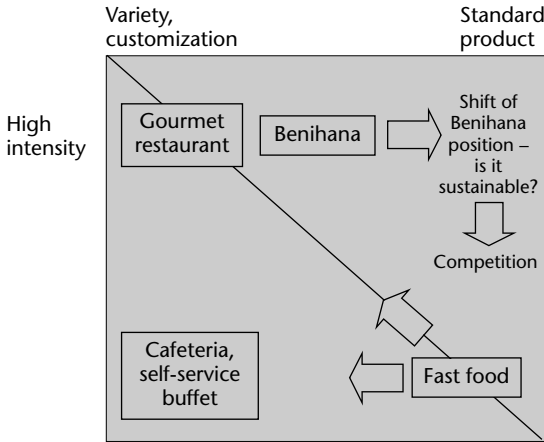 Variety,
customization
Standard
product
High
intensity
Gourmet
restaurant
Benihana
Shift of
Benihana
position –
is it
sustainable?
Competition
Cafeteria,
self-service
buffet
Fast food